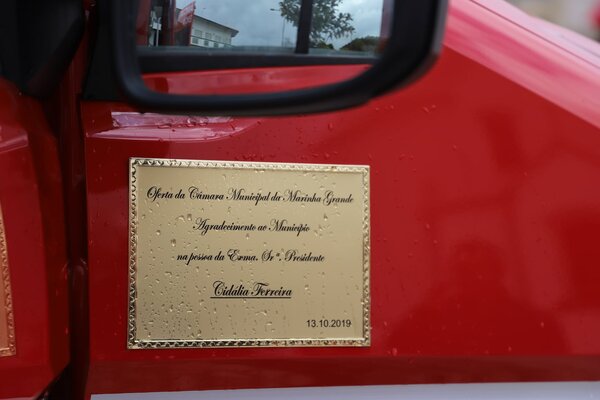 Oferta da Câmara Municipal da Marinha Grande
Agradecimento ao Município
na pessoa da Exma. Srª. Presidente
Cidália Ferreira
13.10.2019